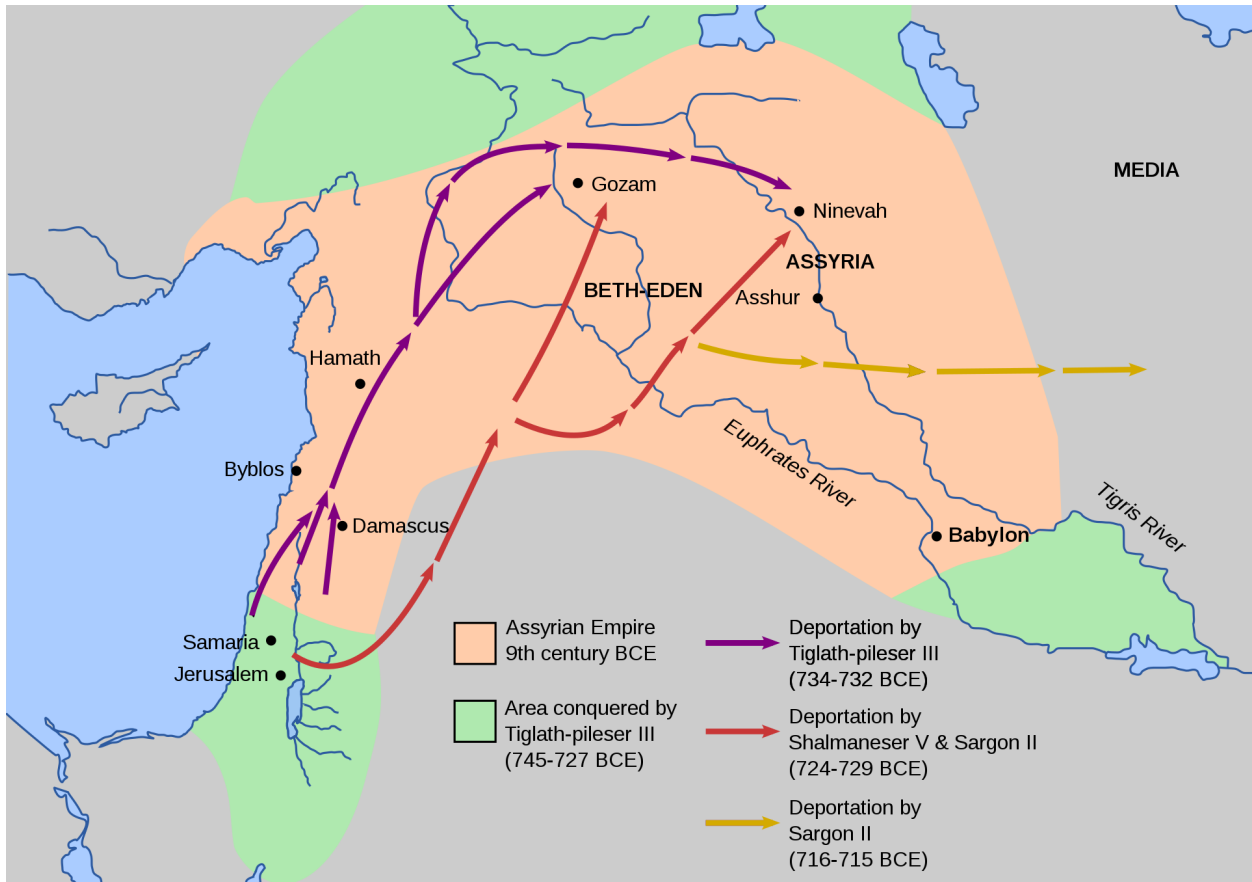 MEDIA
Gozam
Ninevah
ASSYRIA
BETH-EDEN
Asshur
Hamath
Byblos
Euphrates River
Tigris River
Damascus
Babylon
Samaria
Jerusalem
Assyrian Empire
9th century BCE
Area conquered by
Tiglath-pileser III
(745-727 BCE)
Deportation by
Tiglath-pileser III
(734-732 BCE)
Deportation by
Shalmaneser V & Sargon II
(724-729 BCE)
Deportation by
Sargon II
(716-715 BCE)